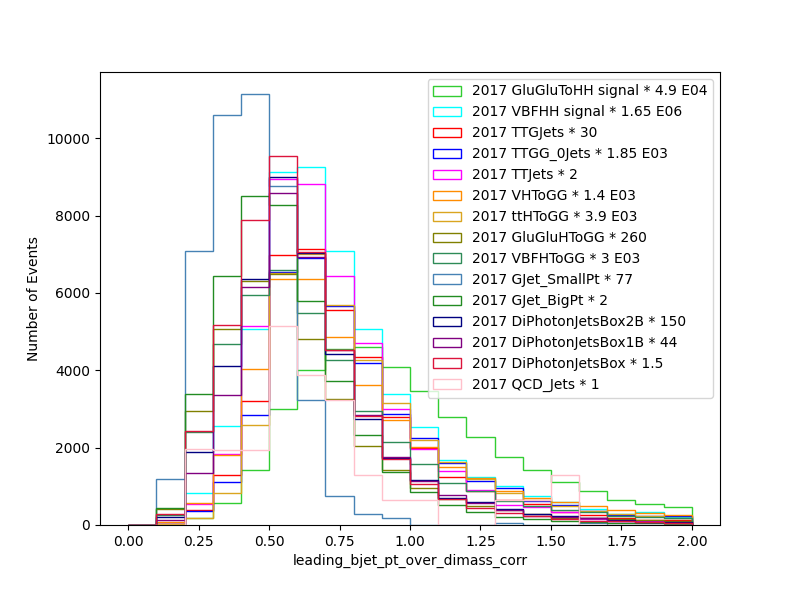 10000
8000
6000
4000
2000
0
Number of Events
2017 GluGluToHH signal * 4.9 E04
2017 VBFHH signal * 1.65 E06
2017 TTGJets * 30
2017 TTGG_0Jets * 1.85 E03
2017 TTJets * 2
2017 VHToGG * 1.4 E03
2017 ttHToGG * 3.9 E03
2017 GluGluHToGG * 260
2017 VBFHToGG * 3 E03
2017 GJet_SmallPt * 77
2017 GJet_BigPt * 2
2017 DiPhotonJetsBox2B * 150
2017 DiPhotonJetsBox1B * 44
2017 DiPhotonJetsBox * 1.5
2017 QCD_Jets * 1
0.00 0.25 0.50 0.75 1.00 1.25 1.50 1.75 2.00
leading_bjet_pt_over_dimass_corr